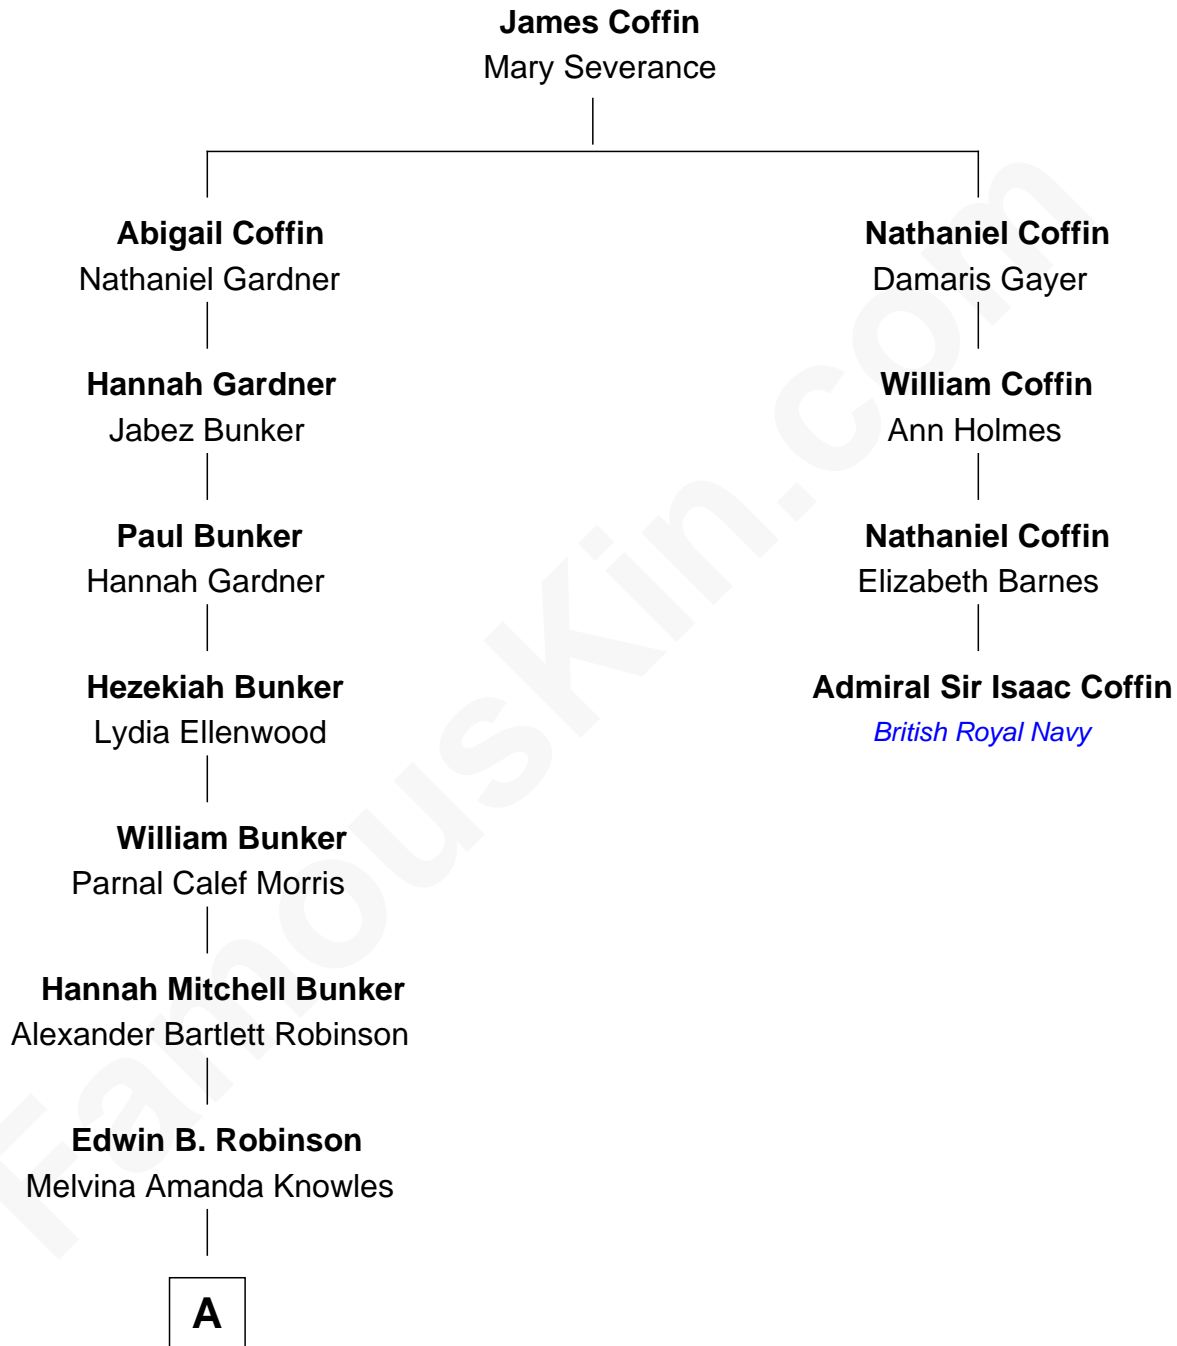 James Coffin
Mary Severance
Abigail Coffin
Nathaniel Gardner
Nathaniel Coffin
Damaris Gayer
Hannah Gardner
Jabez Bunker
William Coffin
Ann Holmes
Paul Bunker
Hannah Gardner
Nathaniel Coffin
Elizabeth Barnes
Hezekiah Bunker
Lydia Ellenwood
Admiral Sir Isaac Coffin
British Royal Navy
William Bunker
Parnal Calef Morris
Hannah Mitchell Bunker
Alexander Bartlett Robinson
Edwin B. Robinson
Melvina Amanda Knowles
A
FamousKin.com